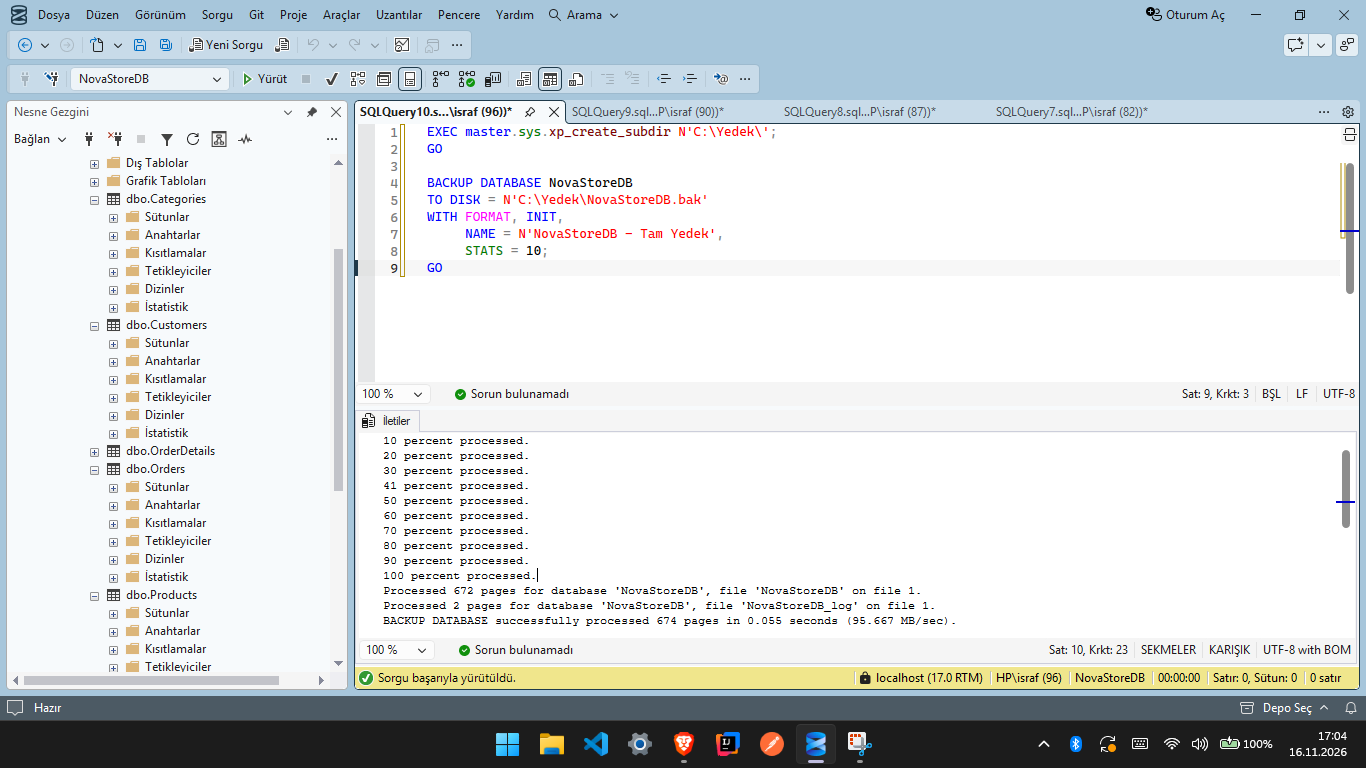 Dosya Düzen Görünüm Sorgu Git Proje Araçlar Uzantılar Pencere Yardım Arama Oturum Aç
Yeni Sorgu
NovaStoreDB Yürüt
Nesne Gezgini
Bağlan
Dış Tablolar
Grafik Tabloları
dbo.Categories
Sütunlar
Anahtarlar
Kısıtlamalar
Tetikleyiciler
Dizinler
İstatistik
dbo.Customers
Sütunlar
Anahtarlar
Kısıtlamalar
Tetikleyiciler
Dizinler
İstatistik
dbo.OrderDetails
dbo.Orders
Sütunlar
Anahtarlar
Kısıtlamalar
Tetikleyiciler
Dizinler
İstatistik
dbo.Products
Sütunlar
Anahtarlar
Kısıtlamalar
Tetikleyiciler
SQLQuery10.s...\israf (96))* SQLQuery9.sql...P\israf (90))* SQLQuery8.sql...P\israf (87))* SQLQuery7.sql...P\israf (82))*
1 EXEC master.sys.xp_create_subdir N'C:\Yedek\';
2 GO
3
4 BACKUP DATABASE NovaStoreDB
5 TO DISK = N'C:\Yedek\NovaStoreDB.bak'
6 WITH FORMAT, INIT,
7 NAME = N'NovaStoreDB - Tam Yedek',
8 STATS = 10;
9 GO
100 % Sorun bulunamadı Sat: 9, Krkt: 3 BŞL LF UTF-8
İletiler
10 percent processed.
20 percent processed.
30 percent processed.
41 percent processed.
50 percent processed.
60 percent processed.
70 percent processed.
80 percent processed.
90 percent processed.
100 percent processed.
Processed 672 pages for database 'NovaStoreDB', file 'NovaStoreDB' on file 1.
Processed 2 pages for database 'NovaStoreDB', file 'NovaStoreDB_log' on file 1.
BACKUP DATABASE successfully processed 674 pages in 0.055 seconds (95.667 MB/sec).
100 % Sorun bulunamadı Sat: 10, Krkt: 23 SEKMELER KARIŞIK UTF-8 with BOM
Sorgu başarıyla yürütüldü. localhost (17.0 RTM) HP\israf (96) NovaStoreDB 00:00:00 Satır: 0, Sütun: 0 0 satır
Hazır Depo Seç
100% 17:04
16.11.2026